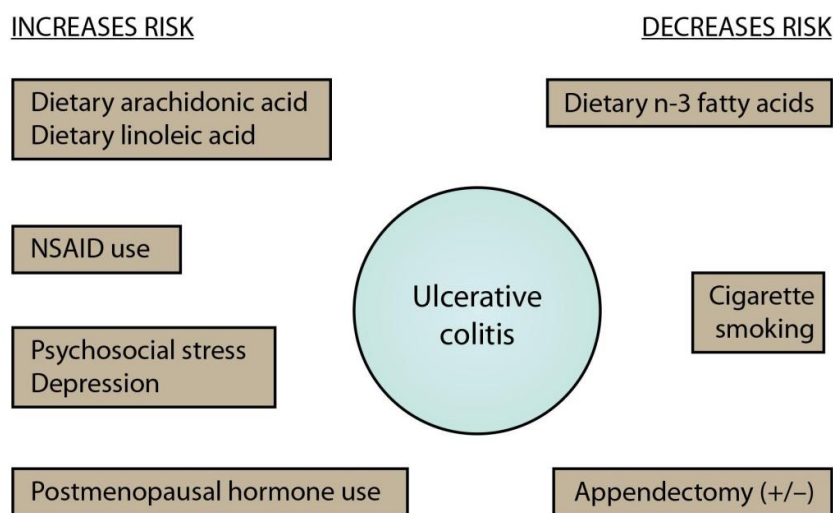 INCREASES RISK
DECREASES RISK
Dietary arachidonic acid
Dietary linoleic acid
Dietary n-3 fatty acids
NSAID use
Ulcerative
colitis
Cigarette
smoking
Psychosocial stress
Depression
Postmenopausal hormone use
Appendectomy (+/–)